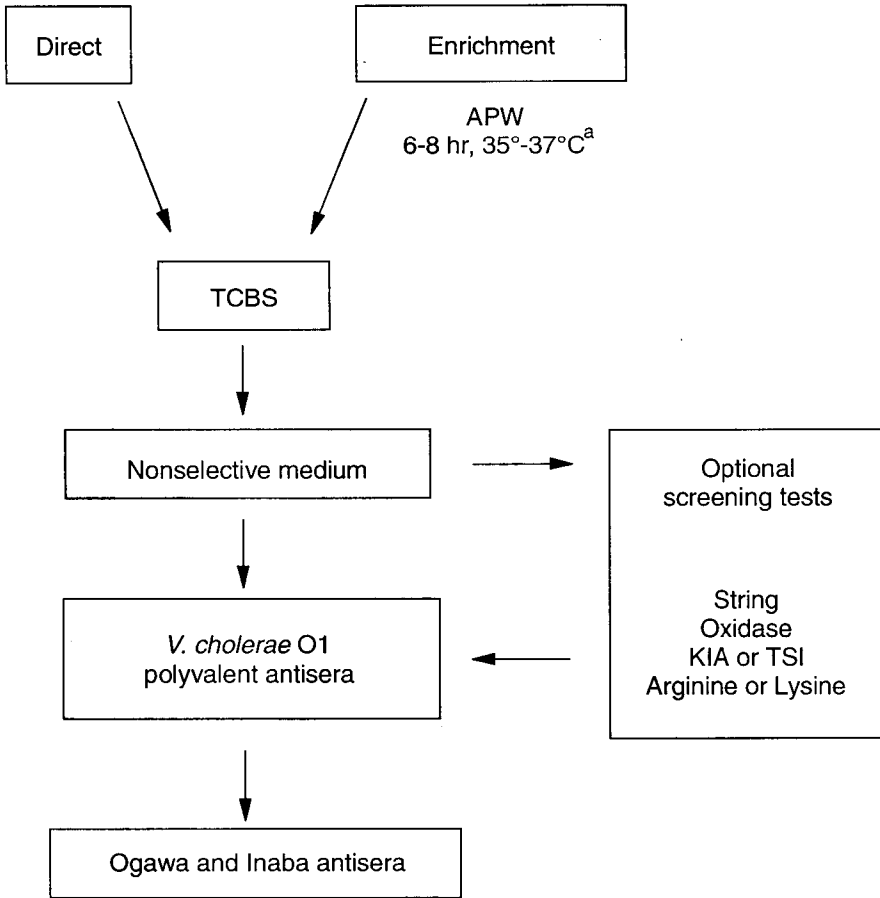 Direct
Enrichment
APW
6-8 hr, 35°-37°C^a
TCBS
Nonselective medium
Optional
screening tests
String
Oxidase
KIA or TSI
Arginine or Lysine
V. cholerae O1
polyvalent antisera
Ogawa and Inaba antisera